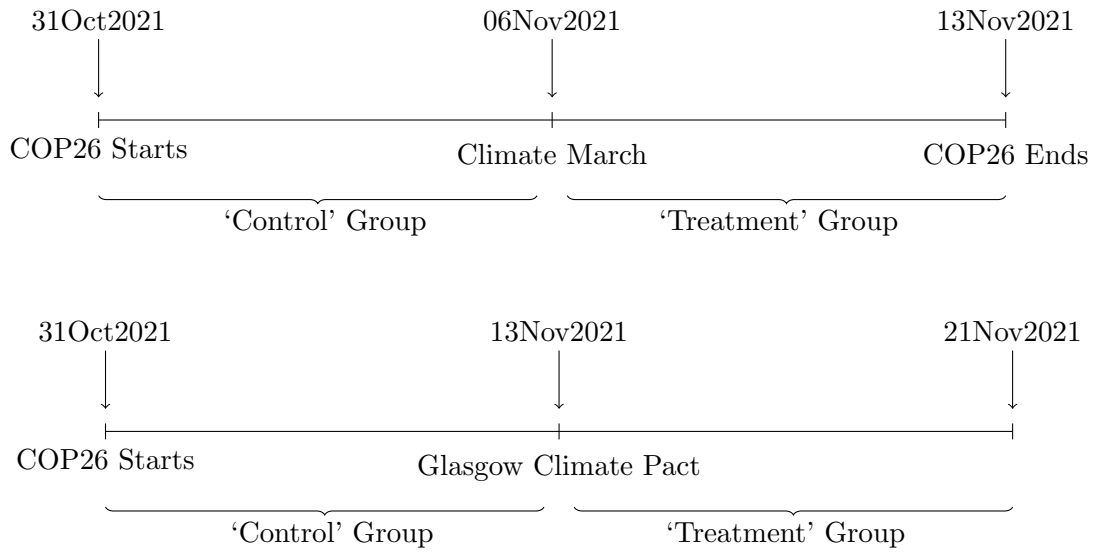 31Oct2021 06Nov2021 13Nov2021
COP26 Starts Climate March COP26 Ends
‘Control’ Group ‘Treatment’ Group
31Oct2021 13Nov2021 21Nov2021
COP26 Starts Glasgow Climate Pact
‘Control’ Group ‘Treatment’ Group